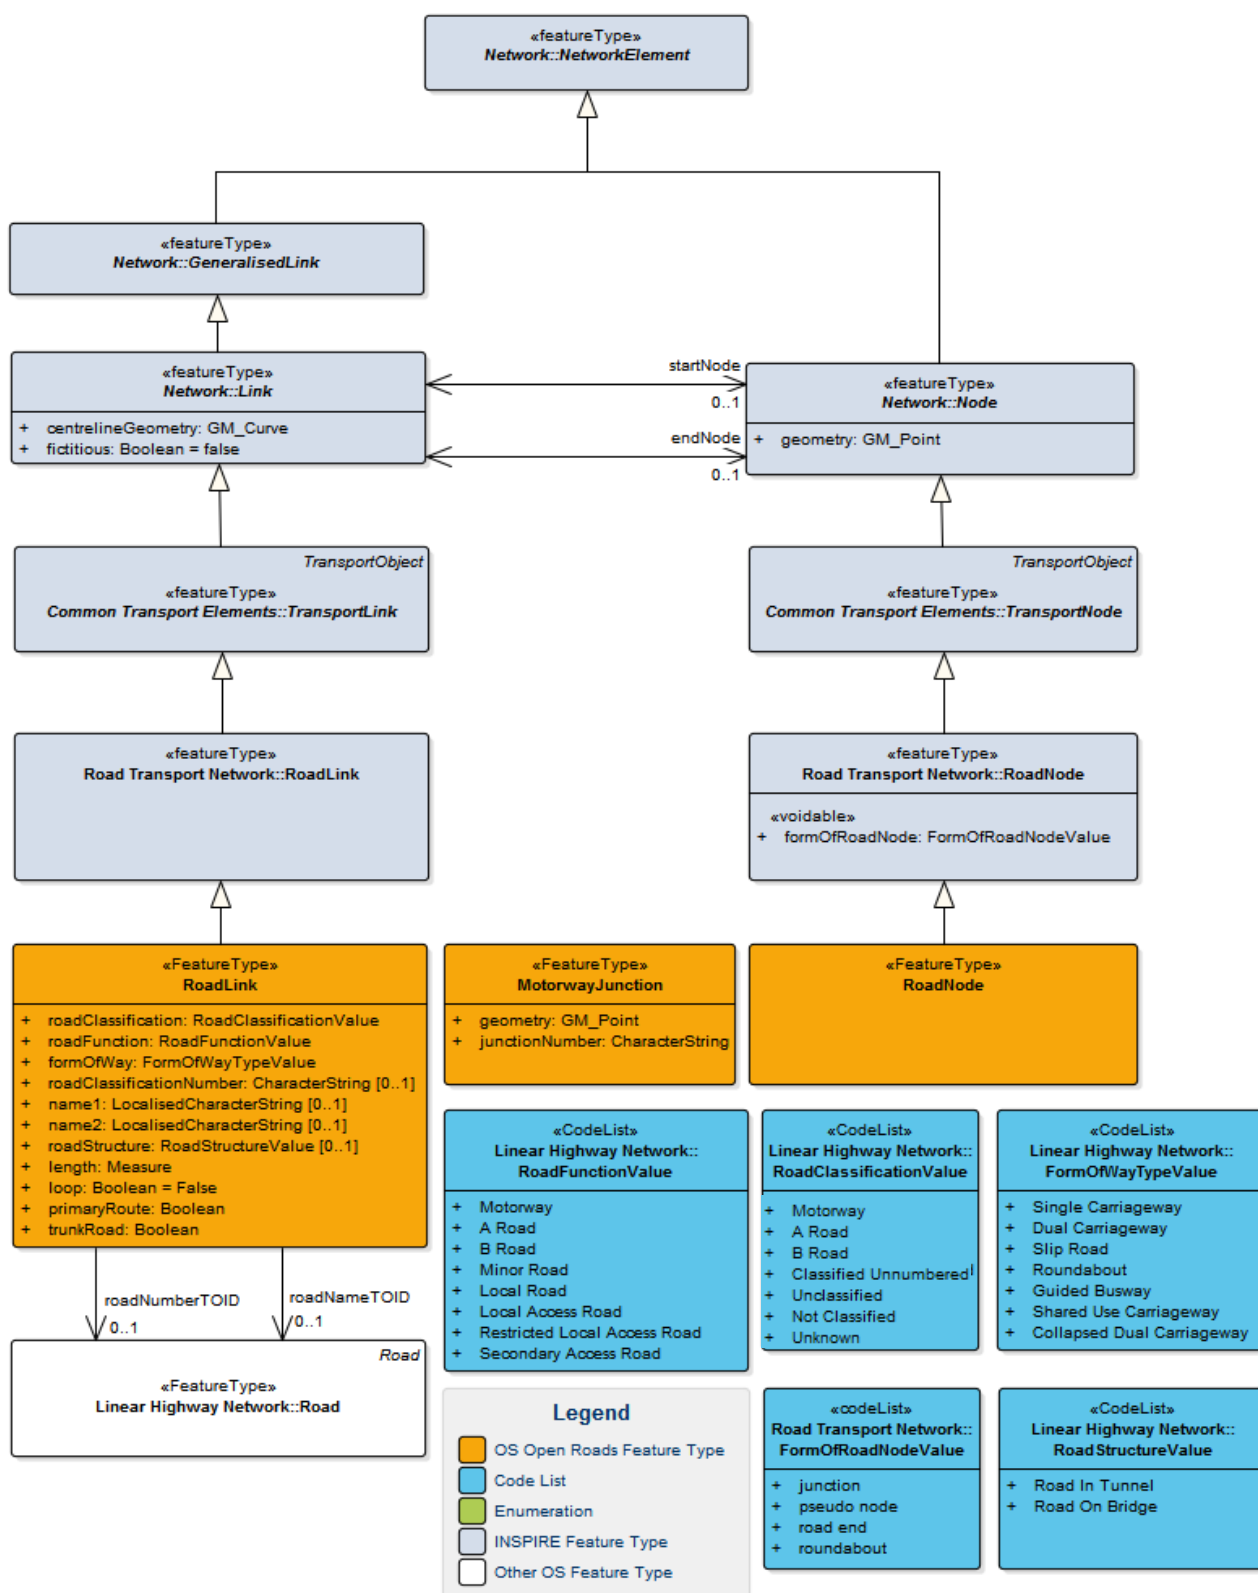 «featureType»
Network::NetworkElement
«featureType»
Network::GeneralisedLink
«featureType»
Network::Link
+ centrelineGeometry: GM_Curve
+ fictitious: Boolean = false
startNode
0..1
endNode
0..1
«featureType»
Network::Node
+ geometry: GM_Point
TransportObject
«featureType»
Common Transport Elements::TransportLink
TransportObject
«featureType»
Common Transport Elements::TransportNode
«featureType»
Road Transport Network::RoadLink
«featureType»
Road Transport Network::RoadNode
«voidable»
+ formOfRoadNode: FormOfRoadNodeValue
«FeatureType»
RoadLink
+ roadClassification: RoadClassificationValue
+ roadFunction: RoadFunctionValue
+ formOfWay: FormOfWayTypeValue
+ roadClassificationNumber: CharacterString [0..1]
+ name1: LocalisedCharacterString [0..1]
+ name2: LocalisedCharacterString [0..1]
+ roadStructure: RoadStructureValue [0..1]
+ length: Measure
+ loop: Boolean = False
+ primaryRoute: Boolean
+ trunkRoad: Boolean
«FeatureType»
MotorwayJunction
+ geometry: GM_Point
+ junctionNumber: CharacterString
«FeatureType»
RoadNode
roadNumberTOID
0..1
roadNameTOID
0..1
Road
«FeatureType»
Linear Highway Network::Road
«CodeList»
Linear Highway Network::
RoadFunctionValue
+ Motorway
+ A Road
+ B Road
+ Minor Road
+ Local Road
+ Local Access Road
+ Restricted Local Access Road
+ Secondary Access Road
«CodeList»
Linear Highway Network::
RoadClassificationValue
+ Motorway
+ A Road
+ B Road
+ Classified Unnumbered
+ Unclassified
+ Not Classified
+ Unknown
«CodeList»
Linear Highway Network::
FormOfWayTypeValue
+ Single Carriageway
+ Dual Carriageway
+ Slip Road
+ Roundabout
+ Guided Busway
+ Shared Use Carriageway
+ Collapsed Dual Carriageway
Legend
OS Open Roads Feature Type
Code List
Enumeration
INSPIRE Feature Type
Other OS Feature Type
«codeList»
Road Transport Network::
FormOfRoadNodeValue
+ junction
+ pseudo node
+ road end
+ roundabout
«CodeList»
Linear Highway Network::
RoadStructureValue
+ Road In Tunnel
+ Road On Bridge